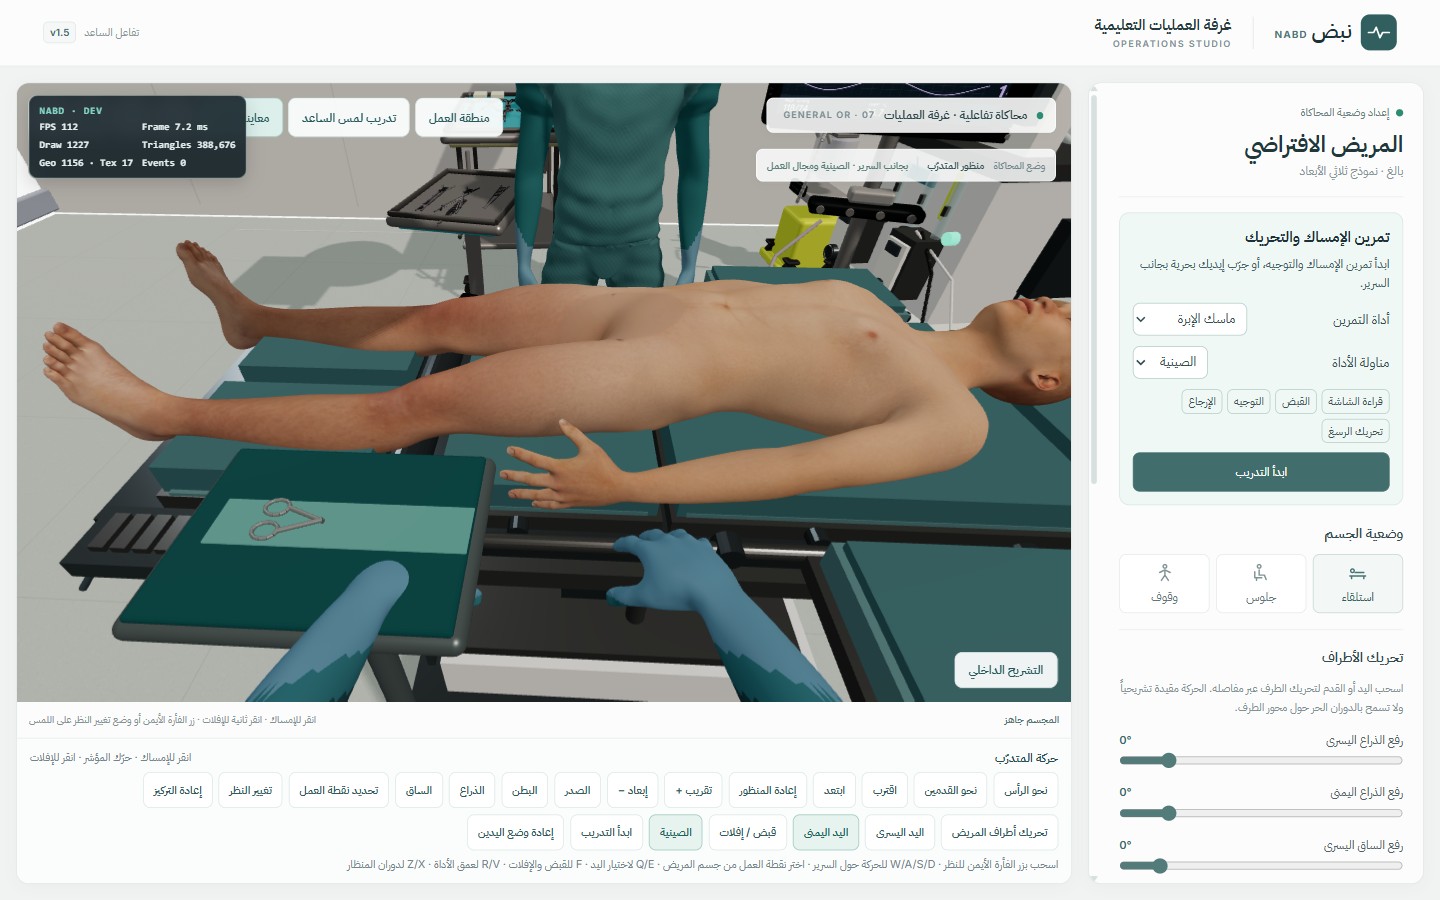 نبض NABD
غرفة العمليات التعليمية
OPERATIONS STUDIO
تفاعل الساعد v1.5
إعداد وضعية المحاكاة
المريض الافتراضي
بالغ · نموذج ثلاثي الأبعاد
تمرين الإمساك والتحريك
ابدأ تمرين الإمساك والتوجيه، أو جرّب إيديك بحرية بجانب
السرير.
أداة التمرين ماسك الإبرة
مناولة الأداة الصينية
قراءة الشاشة القبض التوجيه الإرجاع
تحريك الرسغ
ابدأ التدريب
وضعية الجسم
استلقاء جلوس وقوف
تحريك الأطراف
اسحب اليد أو القدم لتحريك الطرف عبر مفاصله. الحركة مقيدة تشريحياً
ولا تسمح بالدوران الحر حول محور الطرف.
رفع الذراع اليسرى 0°
رفع الذراع اليمنى 0°
رفع الساق اليسرى 0°
محاكاة تفاعلية · غرفة العمليات GENERAL OR · 07
وضع المحاكاة منظور المتدرّب بجانب السرير · الصينية ومجال العمل
منطقة العمل تدريب لمس الساعد
NABD · DEV
FPS 112 Frame 7.2 ms
Draw 1227 Triangles 388,676
Geo 1156 · Tex 17 Events 0
التشريح الداخلي
المجسم جاهز
انقر للإمساك · انقر ثانية للإفلات · زر الفأرة الأيمن أو وضع تغيير النظر على اللمس
حركة المتدرّب
انقر للإمساك · حرّك المؤشر · انقر للإفلات
نحو الرأس نحو القدمين اقترب ابتعد إعادة المنظور تقريب + إبعاد − الصدر البطن الذراع الساق تحديد نقطة العمل تغيير النظر إعادة التركيز
تحريك أطراف المريض اليد اليسرى اليد اليمنى قبض / إفلات الصينية ابدأ التدريب إعادة وضع اليدين
اسحب بزر الفأرة الأيمن للنظر · W/A/S/D للحركة حول السرير · اختر نقطة العمل من جسم المريض · Q/E لاختيار اليد · F للقبض والإفلات · R/V لعمق الأداة · Z/X لدوران المنظار